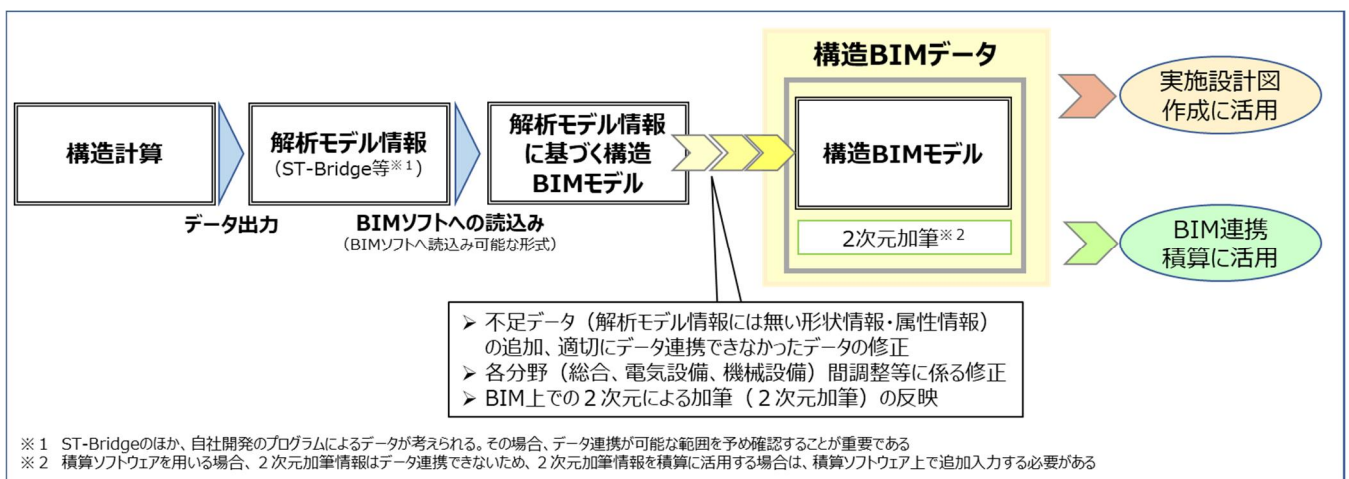 構造計算
データ出力
解析モデル情報
(ST-Bridge等※1)
BIMソフトへの読込み
(BIMソフトへ読込み可能な形式)
解析モデル情報
に基づく構造
BIMモデル
構造BIMデータ
構造BIMモデル
2次元加筆※2
実施設計図
作成に活用
BIM連携
積算に活用
➢ 不足データ（解析モデル情報には無い形状情報・属性情報）
の追加、適切にデータ連携できなかったデータの修正
➢ 各分野（総合、電気設備、機械設備）間調整等に係る修正
➢ BIM上での２次元による加筆（２次元加筆）の反映
※１ ST-Bridgeのほか、自社開発のプログラムによるデータが考えられる。その場合、データ連携が可能な範囲を予め確認することが重要である
※２ 積算ソフトウェアを用いる場合、２次元加筆情報はデータ連携できないため、２次元加筆情報を積算に活用する場合は、積算ソフトウェア上で追加入力する必要がある